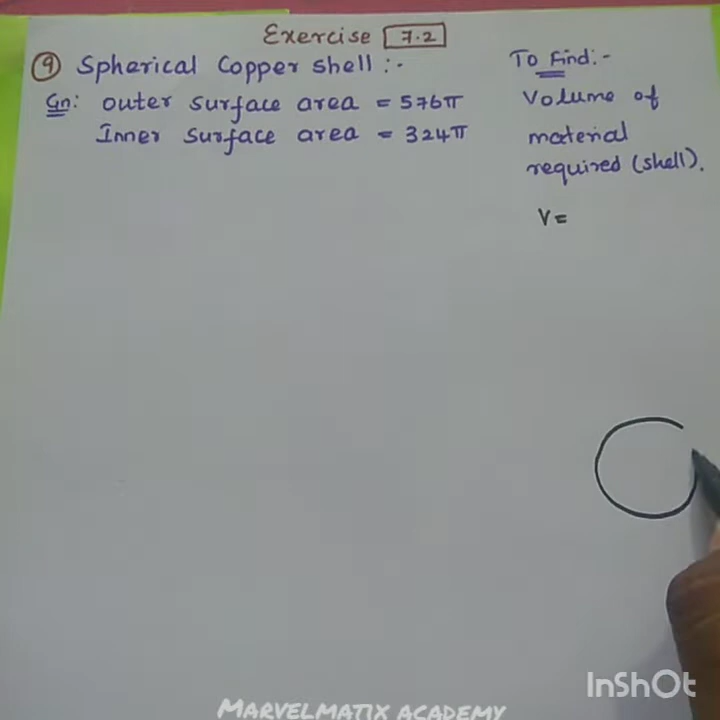 Exercise 7.2
9 Spherical Copper shell :-
Gn: outer surface area = 576π
Inner surface area = 324π
To Find:-
Volume of
material
required (shell).
V =
InShOt
MARVELMATIX ACADEMY